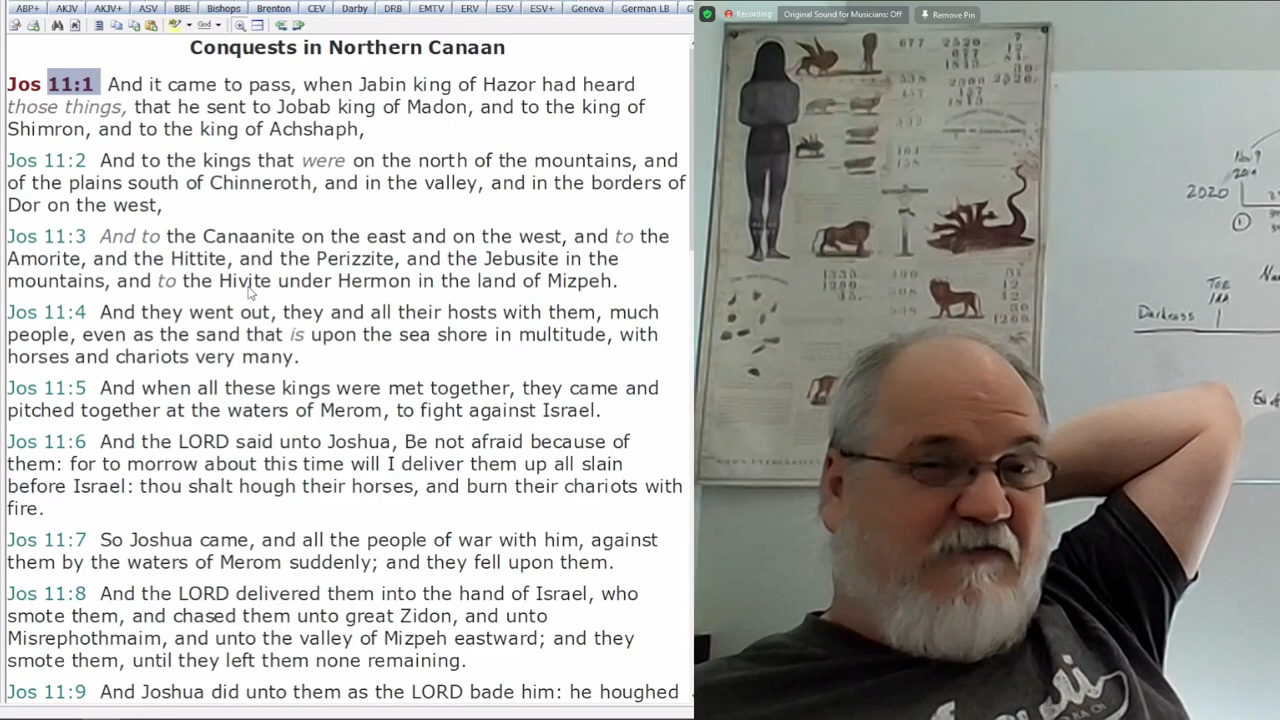 ABP+ AKJV AKJV+ ASV BBE Bishops Brenton CEV Darby DRB EMTV ERV ESV ESV+ Geneva German LB
God
Conquests in Northern Canaan
Jos 11:1 And it came to pass, when Jabin king of Hazor had heard
those things, that he sent to Jobab king of Madon, and to the king of
Shimron, and to the king of Achshaph,
Jos 11:2 And to the kings that were on the north of the mountains, and
of the plains south of Chinneroth, and in the valley, and in the borders of
Dor on the west,
Jos 11:3 And to the Canaanite on the east and on the west, and to the
Amorite, and the Hittite, and the Perizzite, and the Jebusite in the
mountains, and to the Hivite under Hermon in the land of Mizpeh.
Jos 11:4 And they went out, they and all their hosts with them, much
people, even as the sand that is upon the sea shore in multitude, with
horses and chariots very many.
Jos 11:5 And when all these kings were met together, they came and
pitched together at the waters of Merom, to fight against Israel.
Jos 11:6 And the LORD said unto Joshua, Be not afraid because of
them: for to morrow about this time will I deliver them up all slain
before Israel: thou shalt hough their horses, and burn their chariots with
fire.
Jos 11:7 So Joshua came, and all the people of war with him, against
them by the waters of Merom suddenly; and they fell upon them.
Jos 11:8 And the LORD delivered them into the hand of Israel, who
smote them, and chased them unto great Zidon, and unto
Misrephothmaim, and unto the valley of Mizpeh eastward; and they
smote them, until they left them none remaining.
Jos 11:9 And Joshua did unto them as the LORD bade him: he houghed
Recording Original Sound for Musicians: Off Remove Pin
677 2520
677
538
1335
1290
45.
508
1260
Nov 9
2020
Darkness